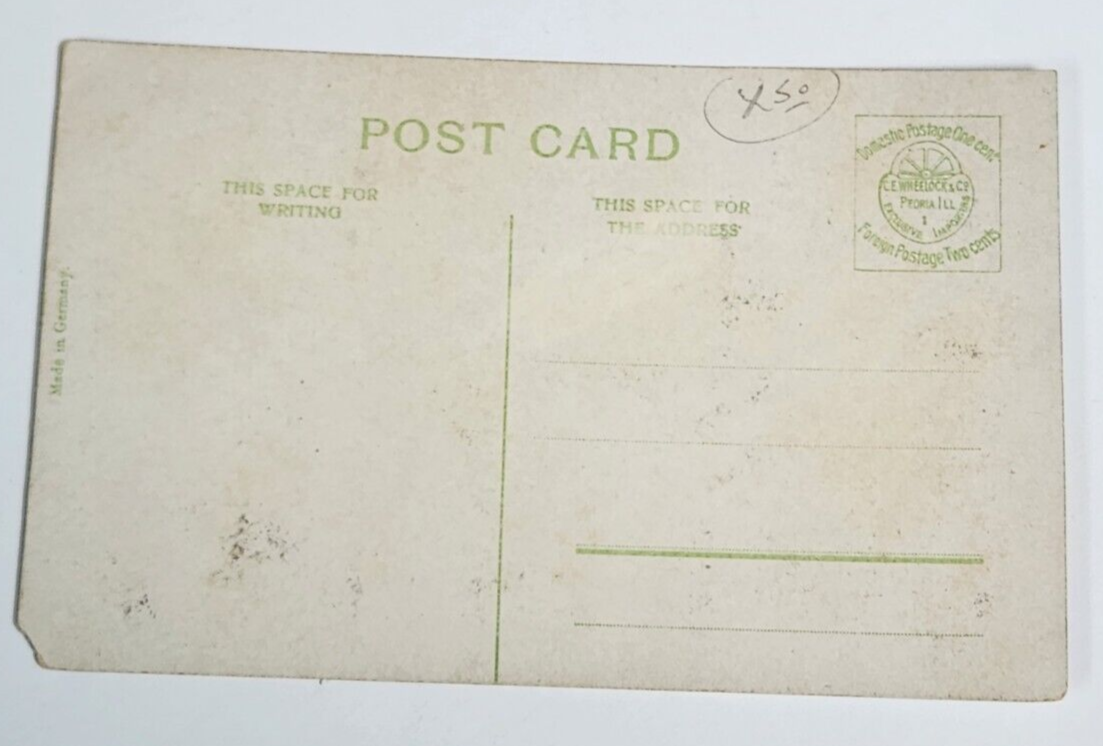 POST CARD
THIS SPACE FOR
WRITING
THIS SPACE FOR
THE ADDRESS
Domestic Postage One cent
C.E. WHEELOCK & Co
PEORIA ILL
1
EXCLUSIVE IMPORTERS
Foreign Postage Two cents
Made in Germany.